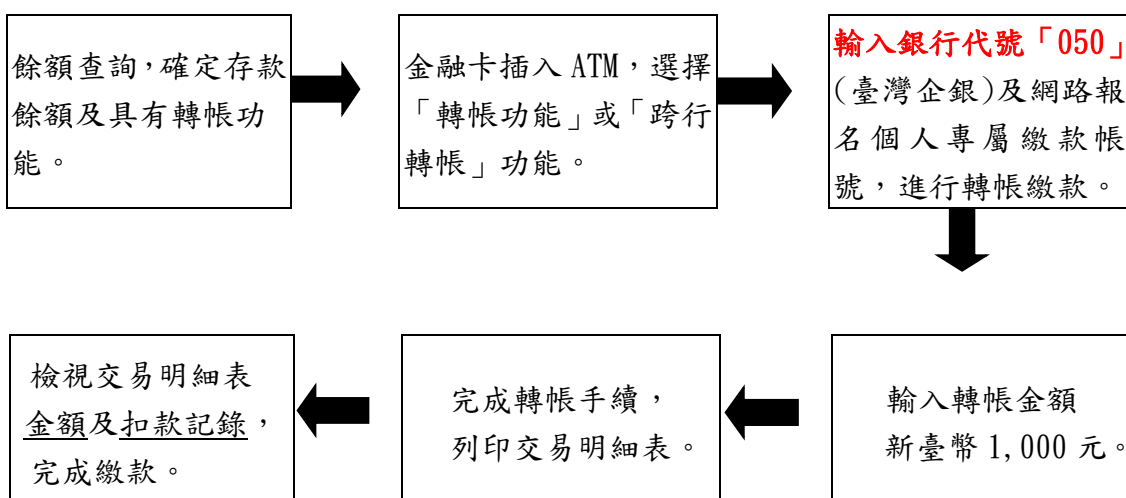 餘額查詢，確定存款
餘額及具有轉帳功
能。
金融卡插入 ATM，選擇
「轉帳功能」或「跨行
轉帳」功能。
輸入銀行代號「050」
(臺灣企銀)及網路報
名個人專屬繳款帳
號，進行轉帳繳款。
輸入轉帳金額
新臺幣 1,000 元。
完成轉帳手續，
列印交易明細表。
檢視交易明細表
金額及扣款記錄，
完成繳款。